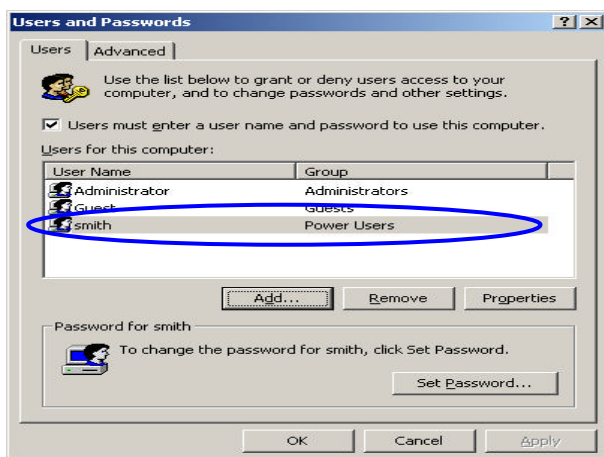 Users and Passwords
Users Advanced
Use the list below to grant or deny users access to your
computer, and to change passwords and other settings.
Users must enter a user name and password to use this computer.
Users for this computer:
User Name Group
Administrator Administrators
Guest Guests
smith Power Users
Add... Remove Properties
Password for smith
To change the password for smith, click Set Password.
Set Password...
OK Cancel Apply